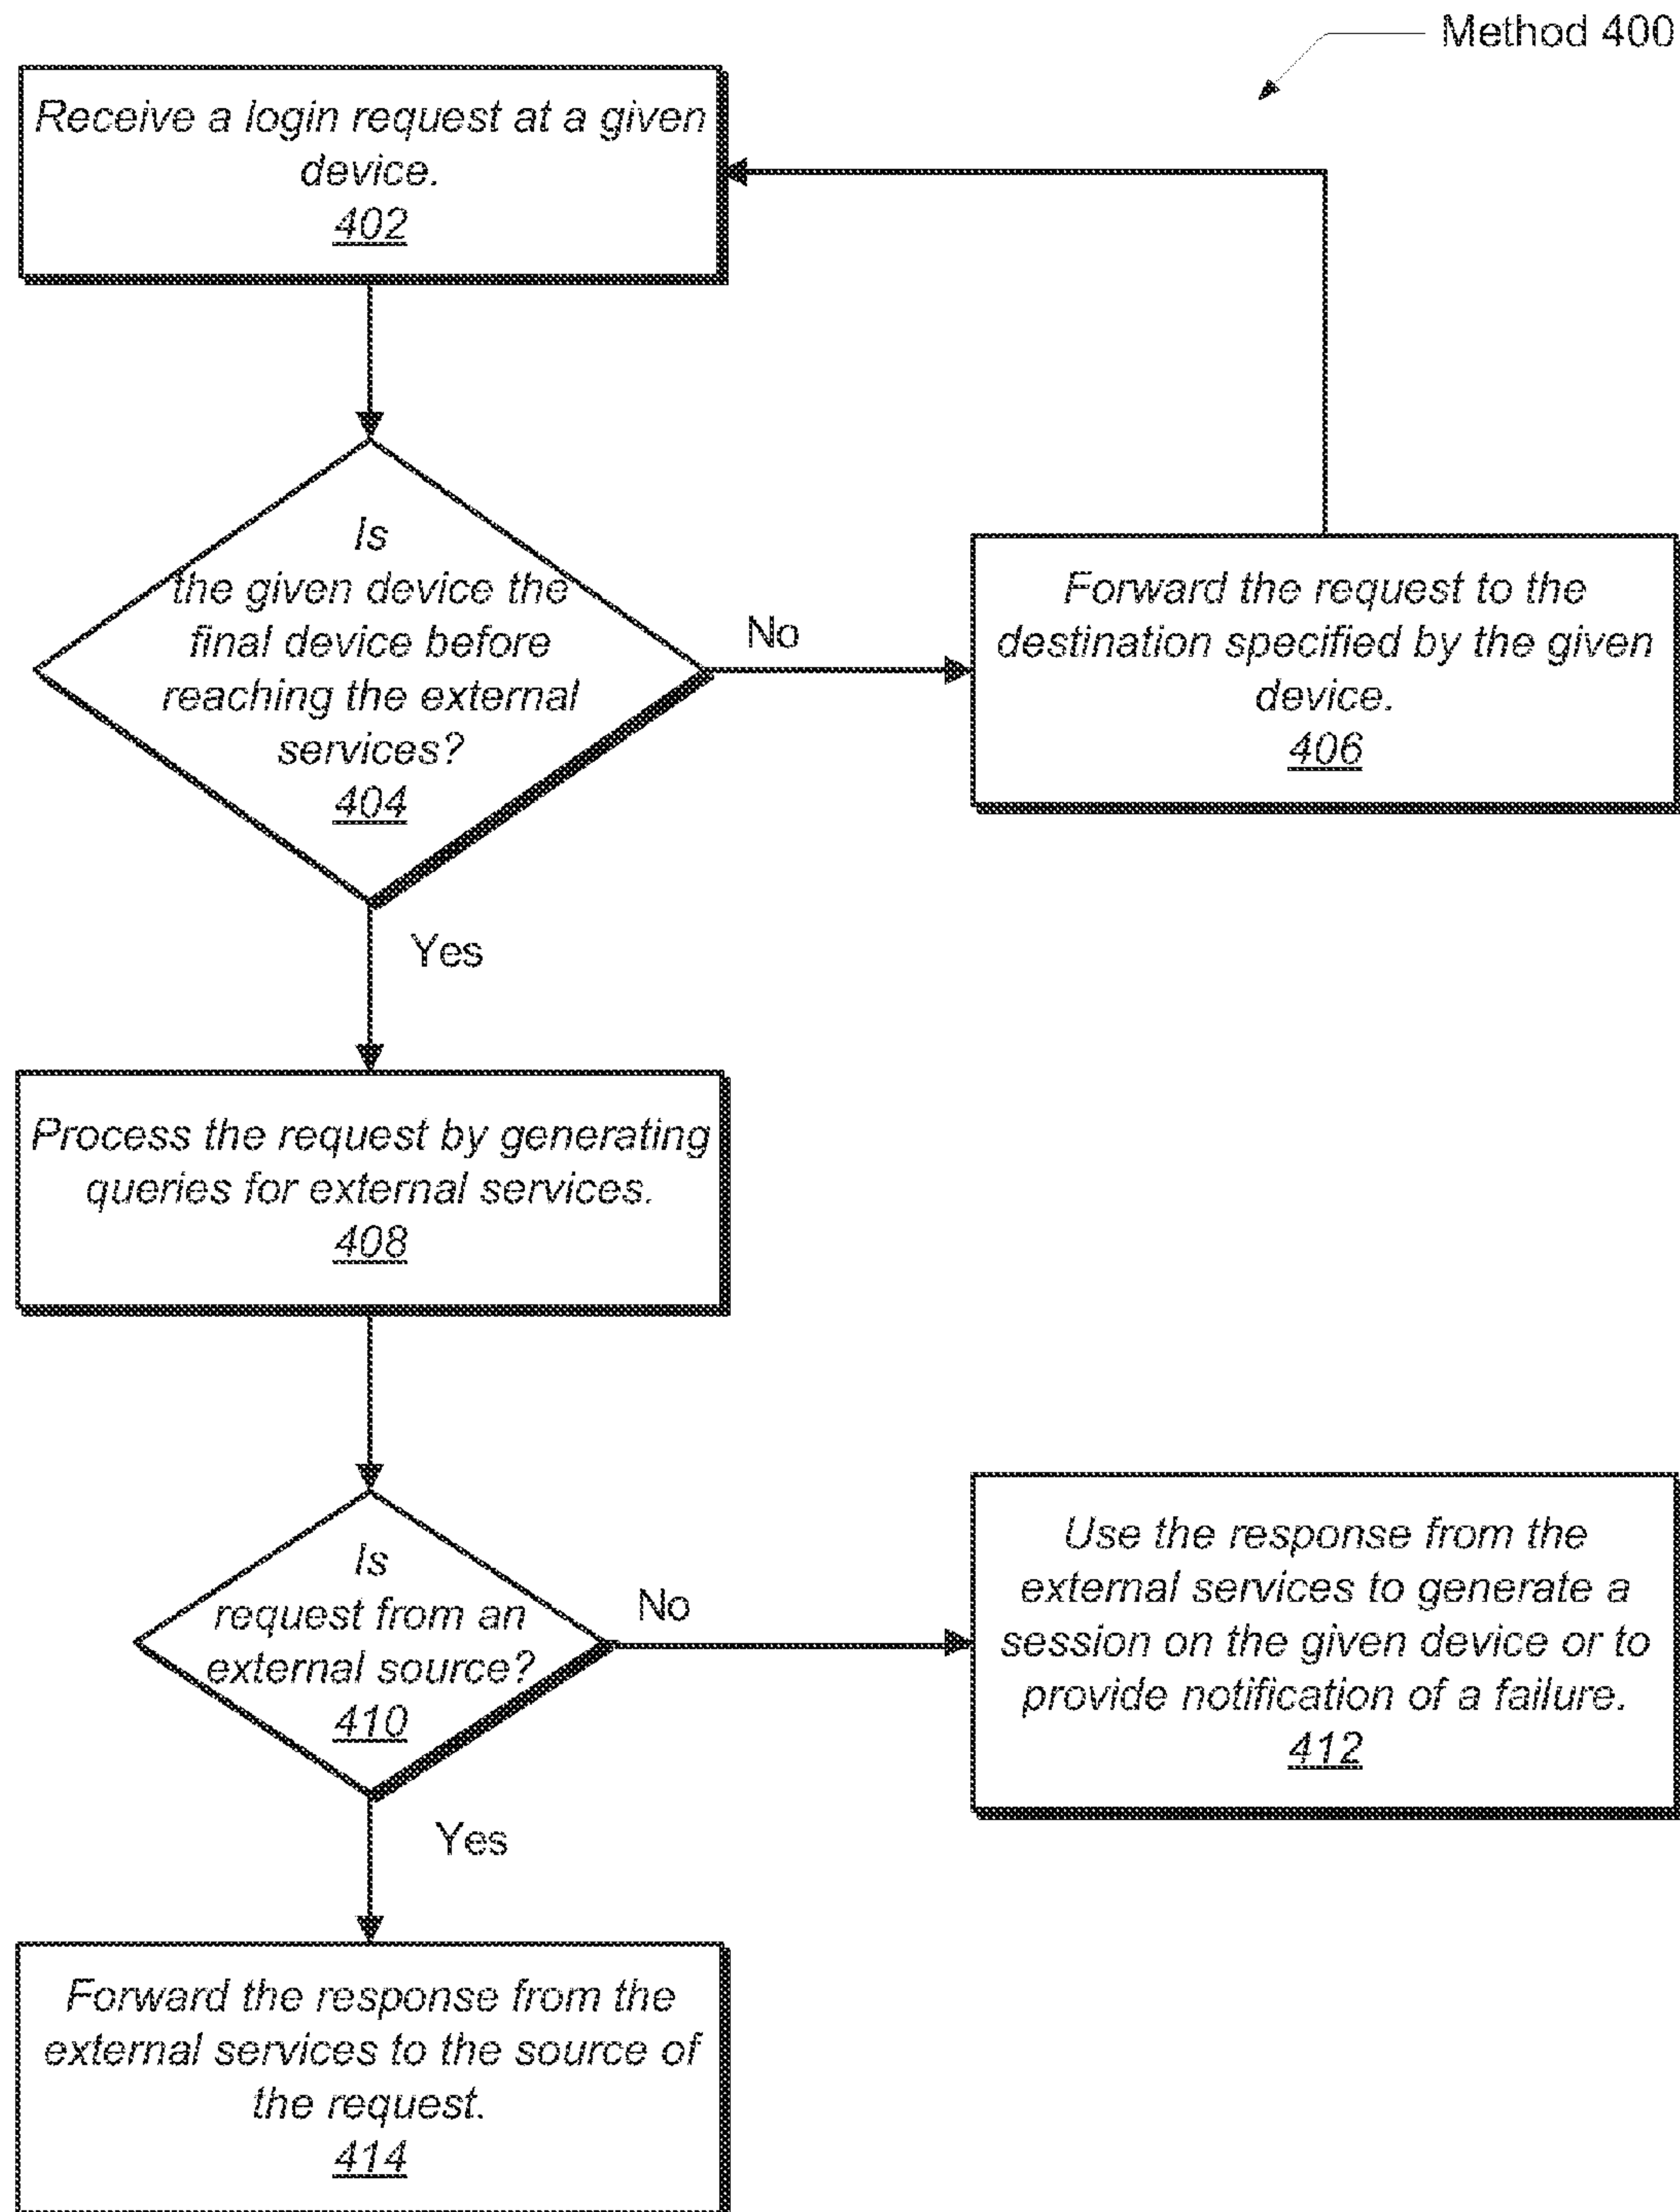 Method 400
Receive a login request at a given
device.
402
Is
the given device the
final device before
reaching the external
services?
404
No
Forward the request to the
destination specified by the given
device.
406
Yes
Process the request by generating
queries for external services.
408
Is
request from an
external source?
410
No
Use the response from the
external services to generate a
session on the given device or to
provide notification of a failure.
412
Yes
Forward the response from the
external services to the source of
the request.
414